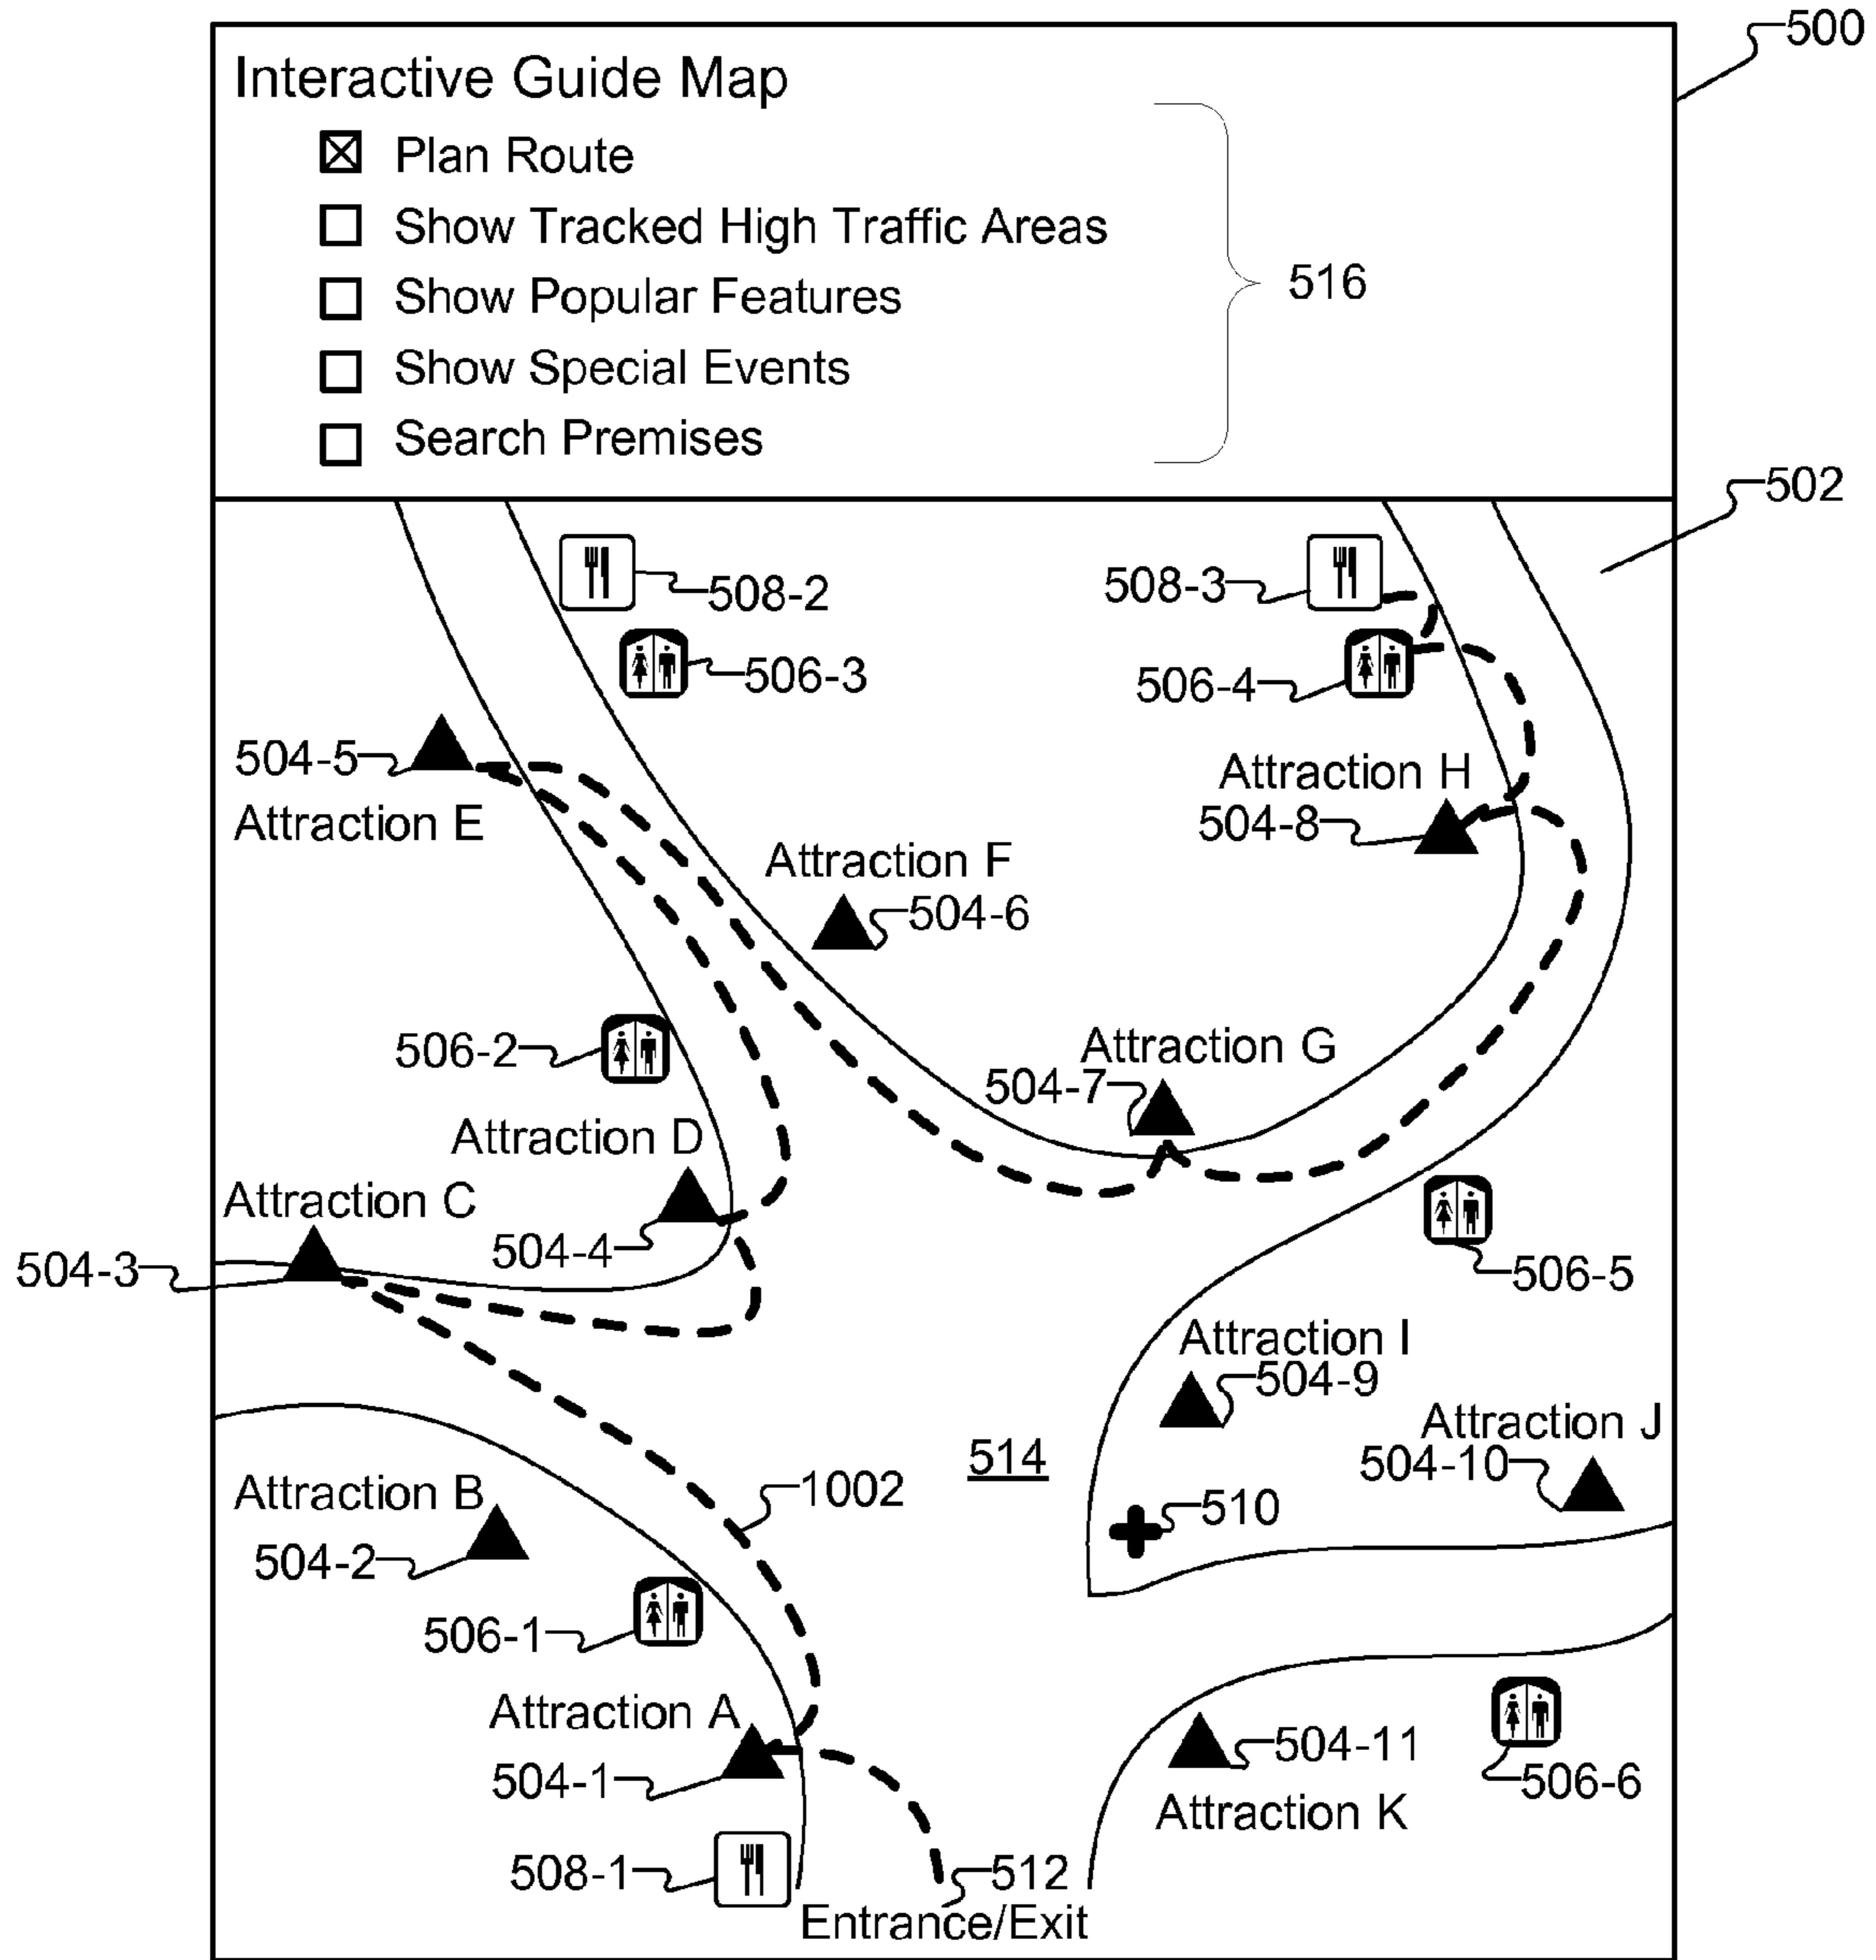 500
Interactive Guide Map
Plan Route
Show Tracked High Traffic Areas
Show Popular Features
516
Show Special Events
Search Premises
502
508-2
508-3
506-3
506-4
504-5
Attraction H
Attraction E
504-8
Attraction F
504-6
506-2
Attraction G
504-7
Attraction D
Attraction C
504-4
504-3
506-5
Attraction I
504-9
Attraction J
514
504-10
Attraction B
1002
510
504-2
506-1
Attraction A
504-11
504-1
506-6
Attraction K
508-1
512
Entrance/Exit